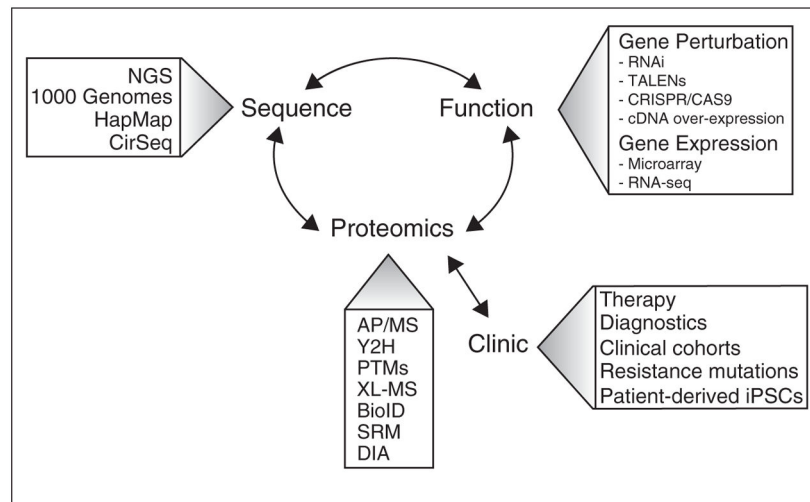 NGS
1000 Genomes
HapMap
CirSeq
Sequence
Function
Gene Perturbation
- RNAi
- TALENs
- CRISPR/CAS9
- cDNA over-expression
Gene Expression
- Microarray
- RNA-seq
Proteomics
AP/MS
Y2H
PTMs
XL-MS
BioID
SRM
DIA
Clinic
Therapy
Diagnostics
Clinical cohorts
Resistance mutations
Patient-derived iPSCs